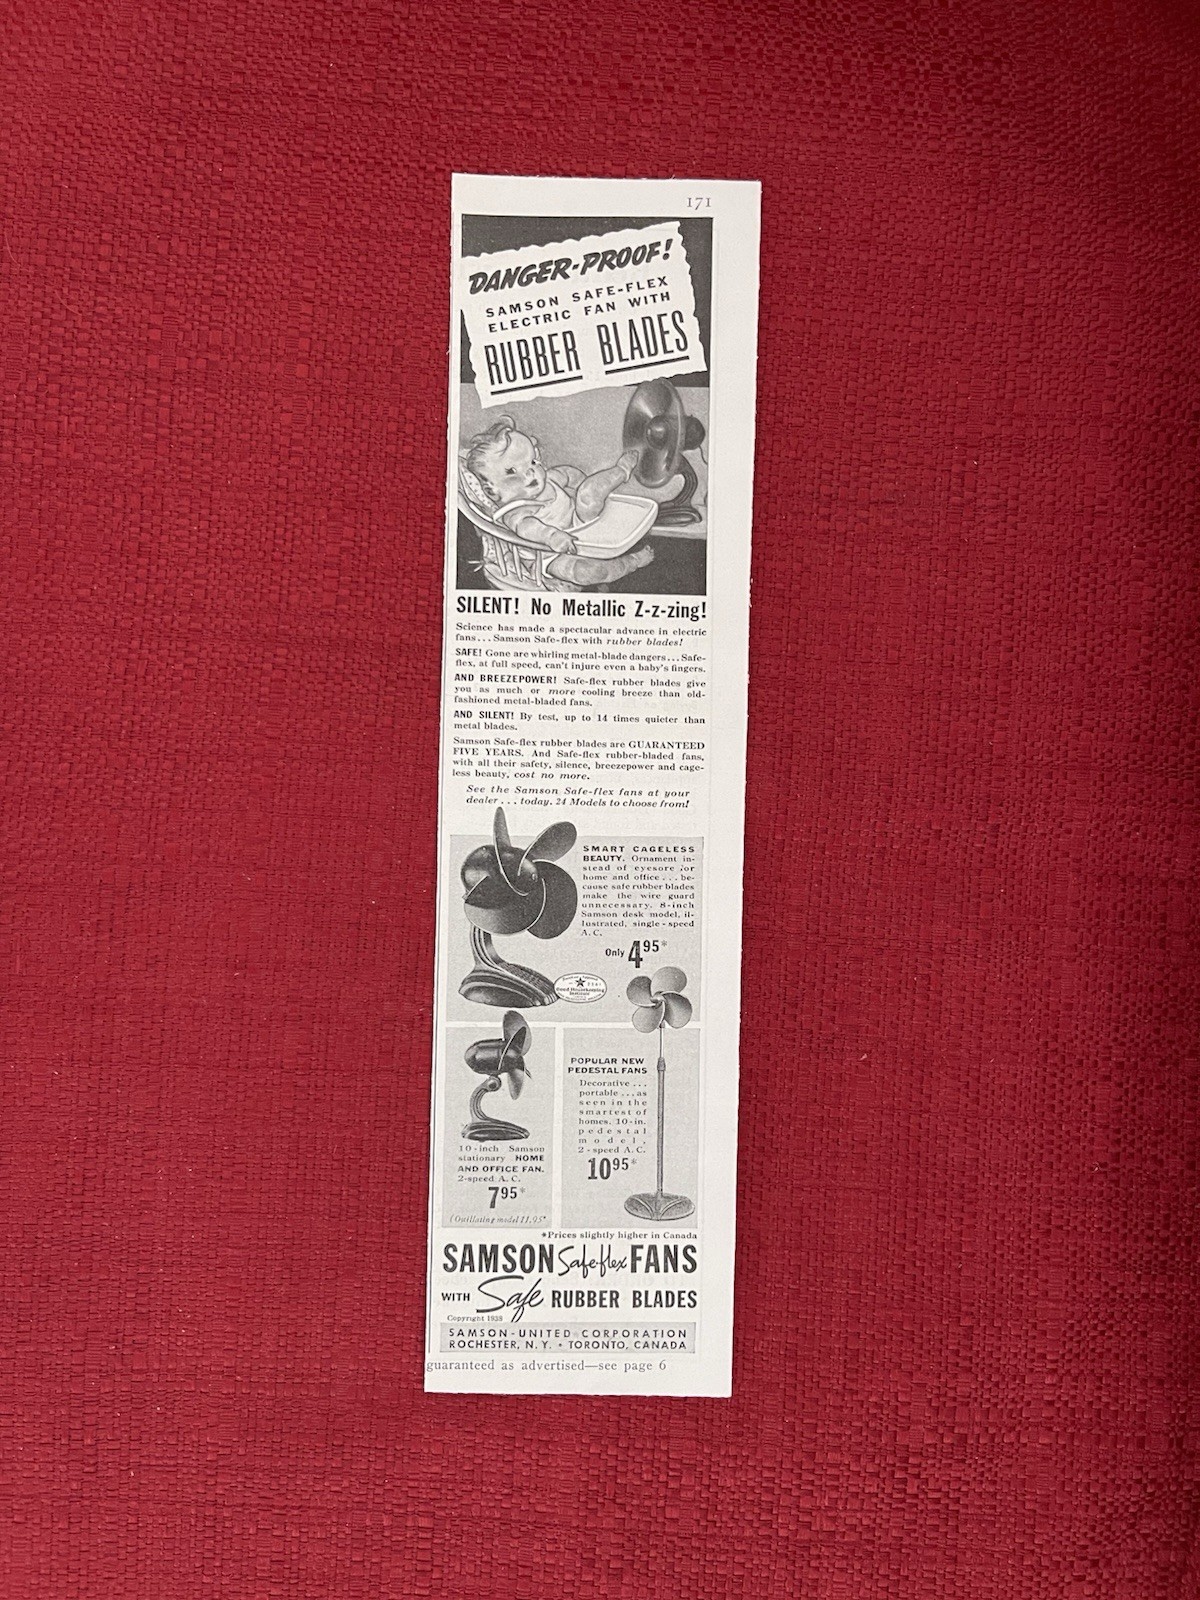 171
DANGER-PROOF!
SAMSON SAFE-FLEX
ELECTRIC FAN WITH
RUBBER BLADES
SILENT! No Metallic Z-z-zing!
Science has made a spectacular advance in electric
fans...Samson Safe-flex with rubber blades!
SAFE! Gone are whirling metal-blade dangers...Safe-
flex, at full speed, can't injure even a baby's fingers.
AND BREEZEPOWER! Safe-flex rubber blades give
you as much or more cooling breeze than old-
fashioned metal-bladed fans.
AND SILENT! By test, up to 14 times quieter than
metal blades.
Samson Safe-flex rubber blades are GUARANTEED
FIVE YEARS. And Safe-flex rubber-bladed fans,
with all their safety, silence, breezepower and cage-
less beauty, cost no more.
See the Samson Safe-flex fans at your
dealer...today. 24 Models to choose from!
SMART CAGELESS
BEAUTY. Ornament in-
stead of eyesore for
home and office...be-
cause safe rubber blades
make the wire guard
unnecessary. 8-inch
Samson desk model, il-
lustrated, single-speed
A.C.
Only 4 95*
Good Housekeeping
Institute
10-inch Samson
stationary HOME
AND OFFICE FAN.
2-speed A.C.
7 95*
(Oscillating model 11.95*
POPULAR NEW
PEDESTAL FANS
Decorative...
portable...as
seen in the
smartest of
homes. 10-in.
pedestal
model,
2-speed A.C.
10 95*
*Prices slightly higher in Canada
SAMSON Safe-flex FANS
WITH Safe RUBBER BLADES
Copyright 1938
SAMSON-UNITED CORPORATION
ROCHESTER, N.Y. • TORONTO, CANADA
guaranteed as advertised—see page 6